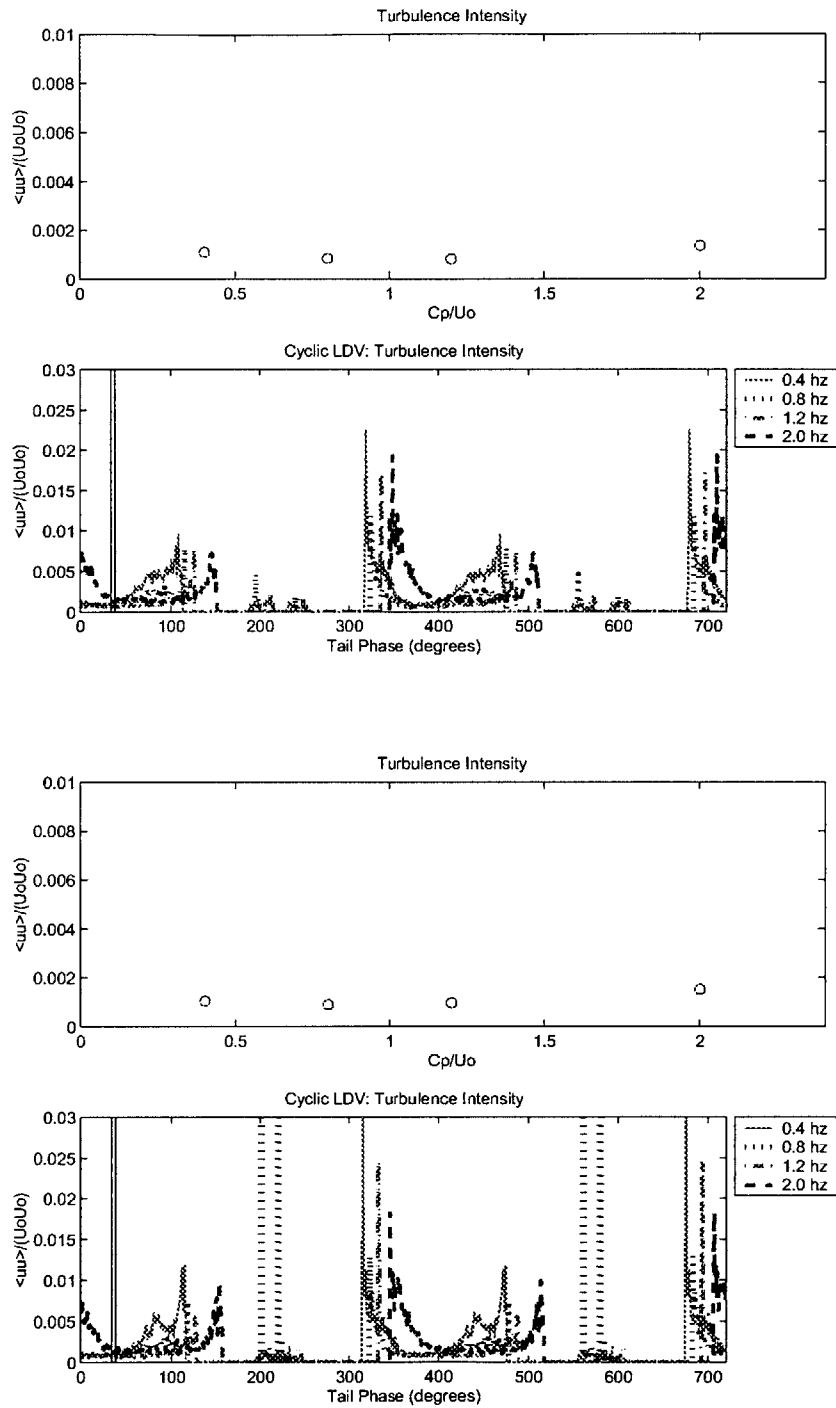 Turbulence Intensity
0.01
0.008
0.006
0.004
0.002
0
<uu>/(UoUo)
0 0.5 1 1.5 2
Cp/Uo
Cyclic LDV: Turbulence Intensity
0.03
0.025
0.02
0.015
0.01
0.005
0
<uu>/(UoUo)
0 100 200 300 400 500 600 700
Tail Phase (degrees)
0.4 hz
0.8 hz
1.2 hz
2.0 hz
Turbulence Intensity
0.01
0.008
0.006
0.004
0.002
0
<uu>/(UoUo)
0 0.5 1 1.5 2
Cp/Uo
Cyclic LDV: Turbulence Intensity
0.03
0.025
0.02
0.015
0.01
0.005
0
<uu>/(UoUo)
0 100 200 300 400 500 600 700
Tail Phase (degrees)
0.4 hz
0.8 hz
1.2 hz
2.0 hz